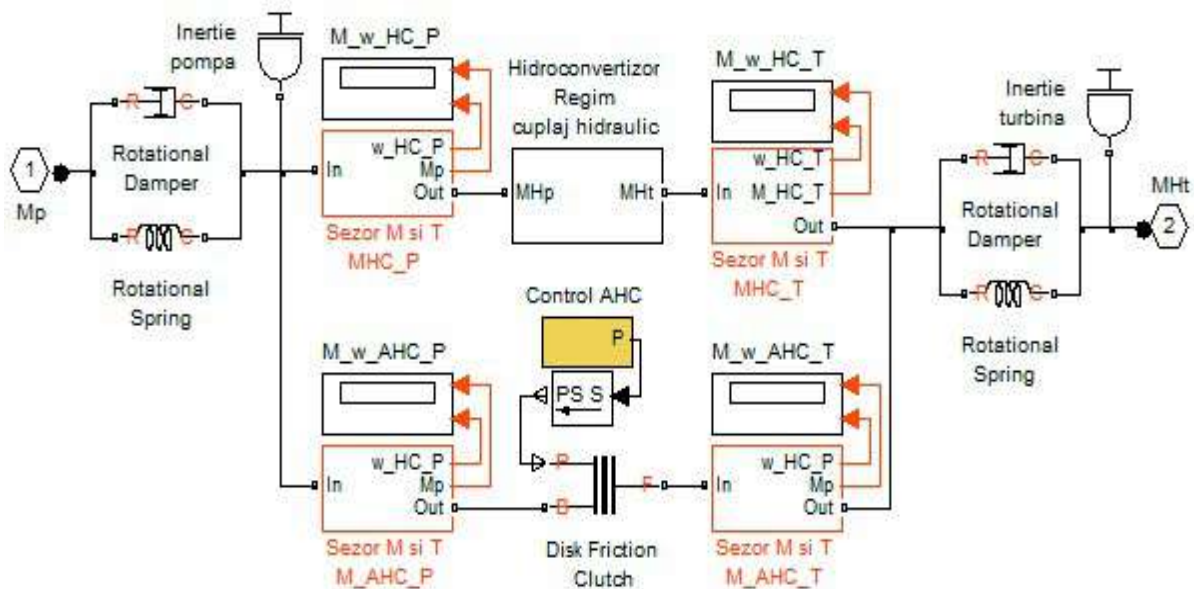 Inertie
pompa
M_w_HC_P
Hidroconvertizor
Regim
cuplaj hidraulic
M_w_HC_T
Inertie
turbina
R
C
Rotational
Damper
1
Mp
R
C
Rotational
Spring
In
w_HC_P
Mp
Out
Sezor M si T
MHC_P
MHp
MHt
In
w_HC_T
M_HC_T
Out
Sezor M si T
MHC_T
R
C
Rotational
Damper
MHt
2
R
C
Rotational
Spring
Control AHC
P
PS S
M_w_AHC_P
In
w_HC_P
Mp
Out
Sezor M si T
M_AHC_P
P
B
F
Disk Friction
Clutch
M_w_AHC_T
In
w_HC_P
Mp
Out
Sezor M si T
M_AHC_T